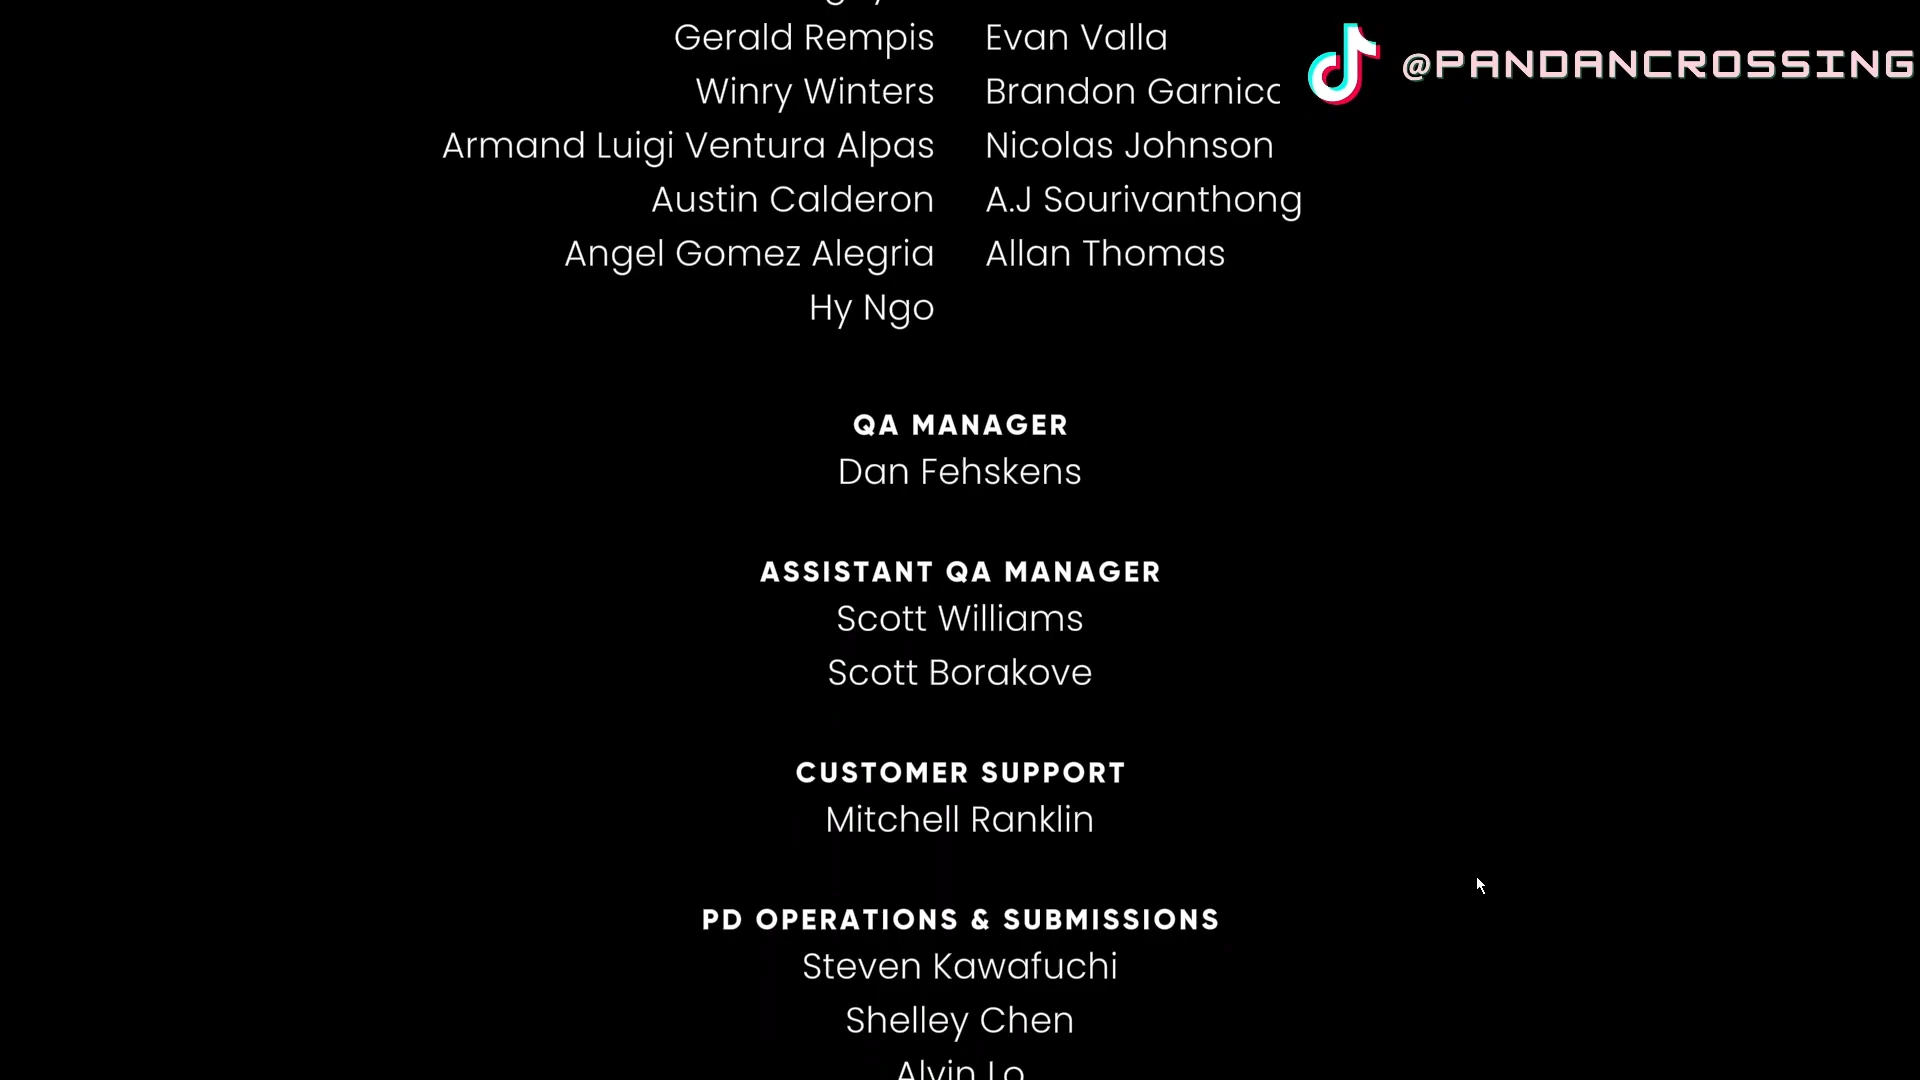 Gerald Rempis Evan Valla
@PANDANCROSSING
Winry Winters Brandon
Armand Luigi Ventura Alpas Nicolas Johnson
Austin Calderon A.J Sourivanthong
Angel Gomez Alegria Allan Thomas
Hy Ngo
QA MANAGER
Dan Fehskens
ASSISTANT QA MANAGER
Scott Williams
Scott Borakove
CUSTOMER SUPPORT
Mitchell Ranklin
PD OPERATIONS & SUBMISSIONS
Steven Kawafuchi
Shelley Chen
Alvin Lo